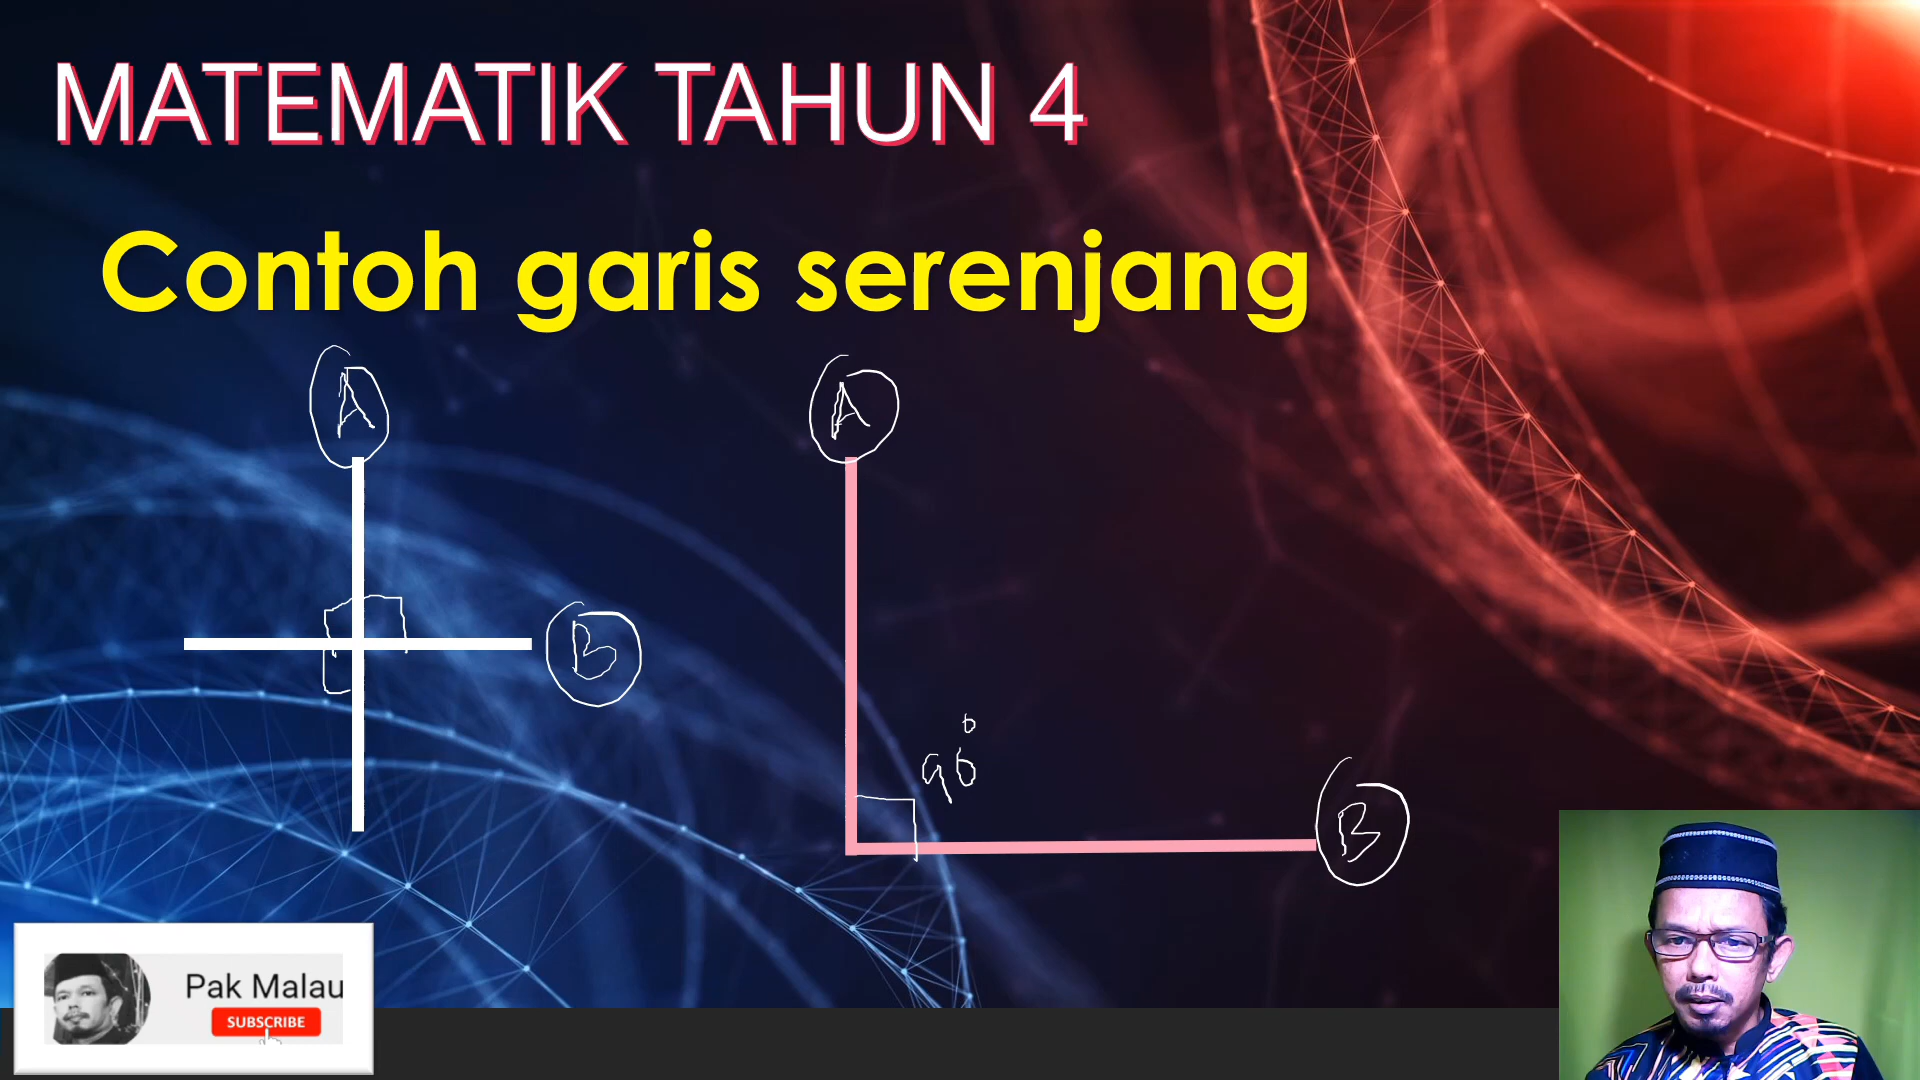 MATEMATIK TAHUN 4
Contoh garis serenjang
A
A
B
90°
B
Pak Malau
SUBSCRIBE